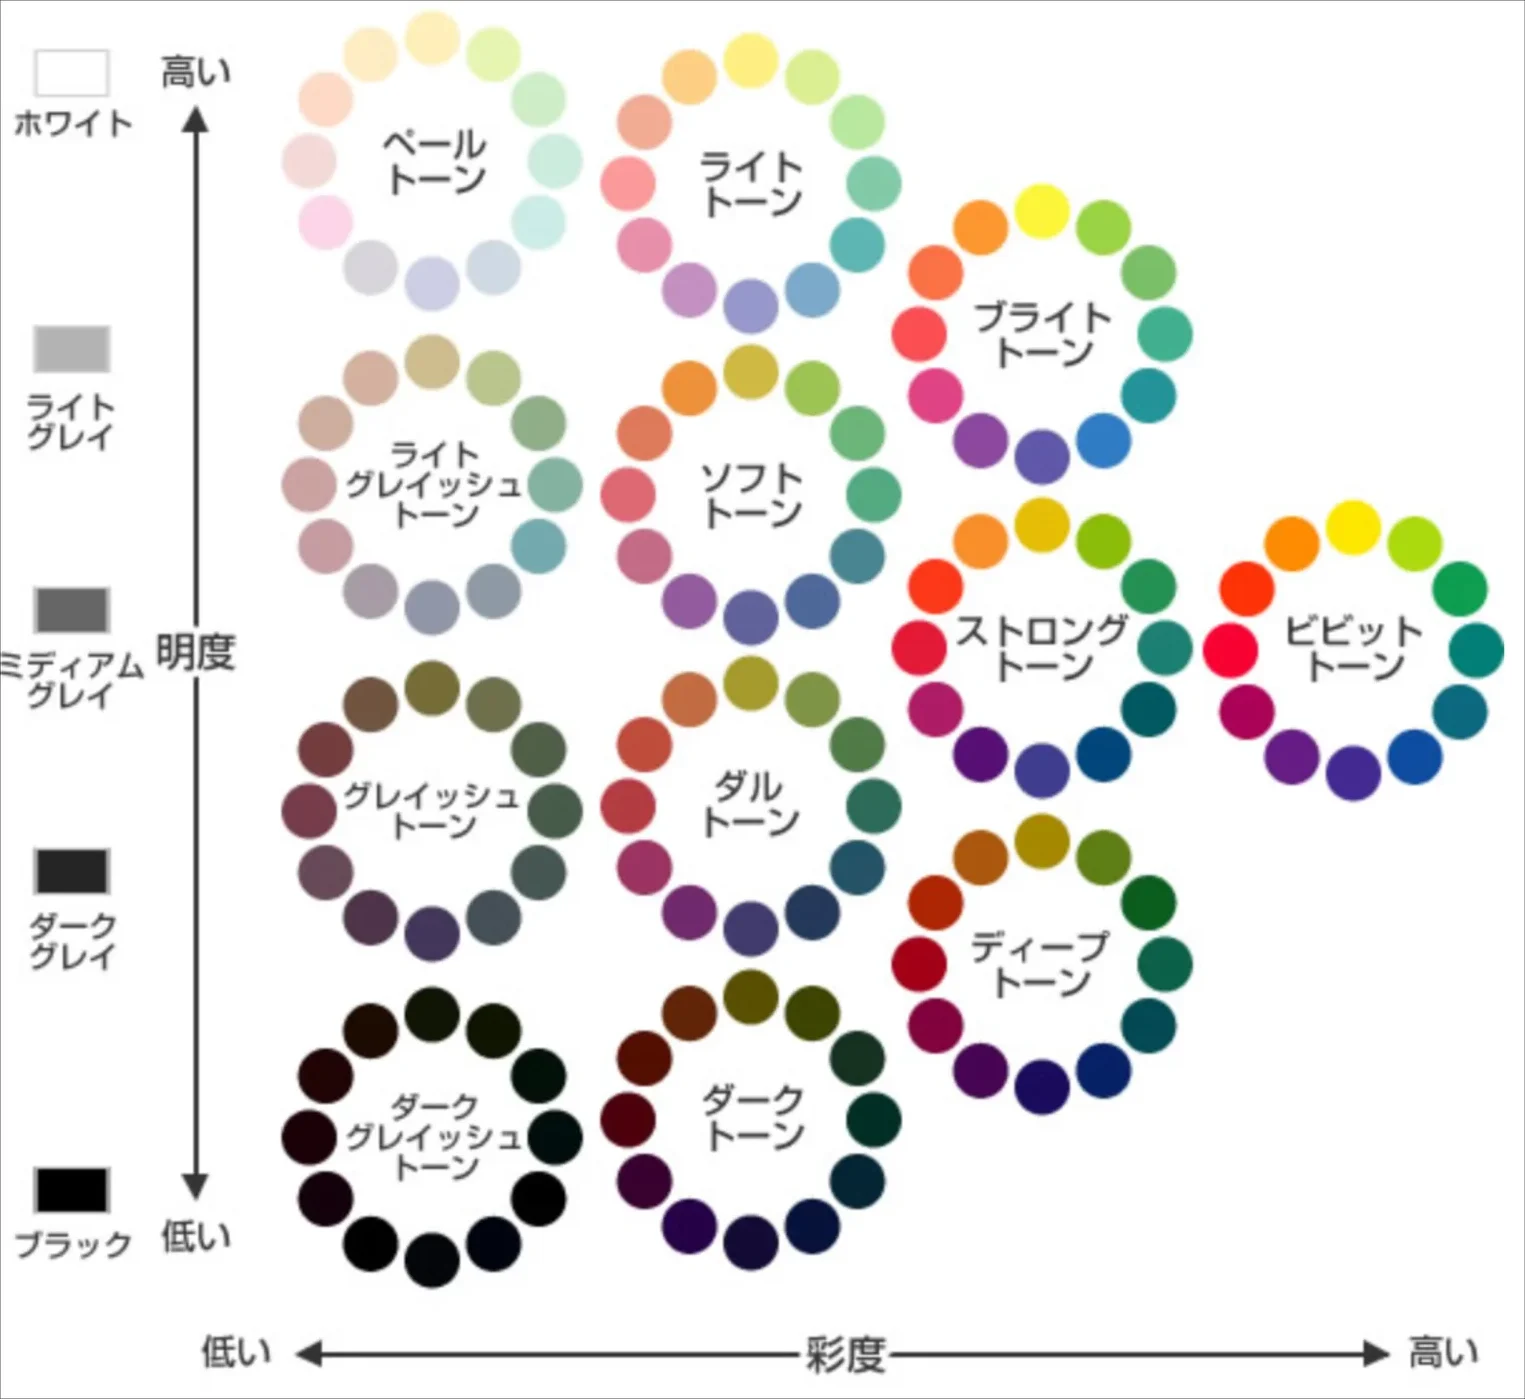 高い
ホワイト
ペール
トーン
ライト
トーン
ブライト
トーン
ライト
グレイ
ライト
グレイッシュ
トーン
ソフト
トーン
ミディアム
グレイ
明度
ストロング
トーン
ビビット
トーン
グレイッシュ
トーン
ダル
トーン
ダーク
グレイ
ディープ
トーン
ダーク
グレイッシュ
トーン
ダーク
トーン
ブラック
低い
低い
彩度
高い